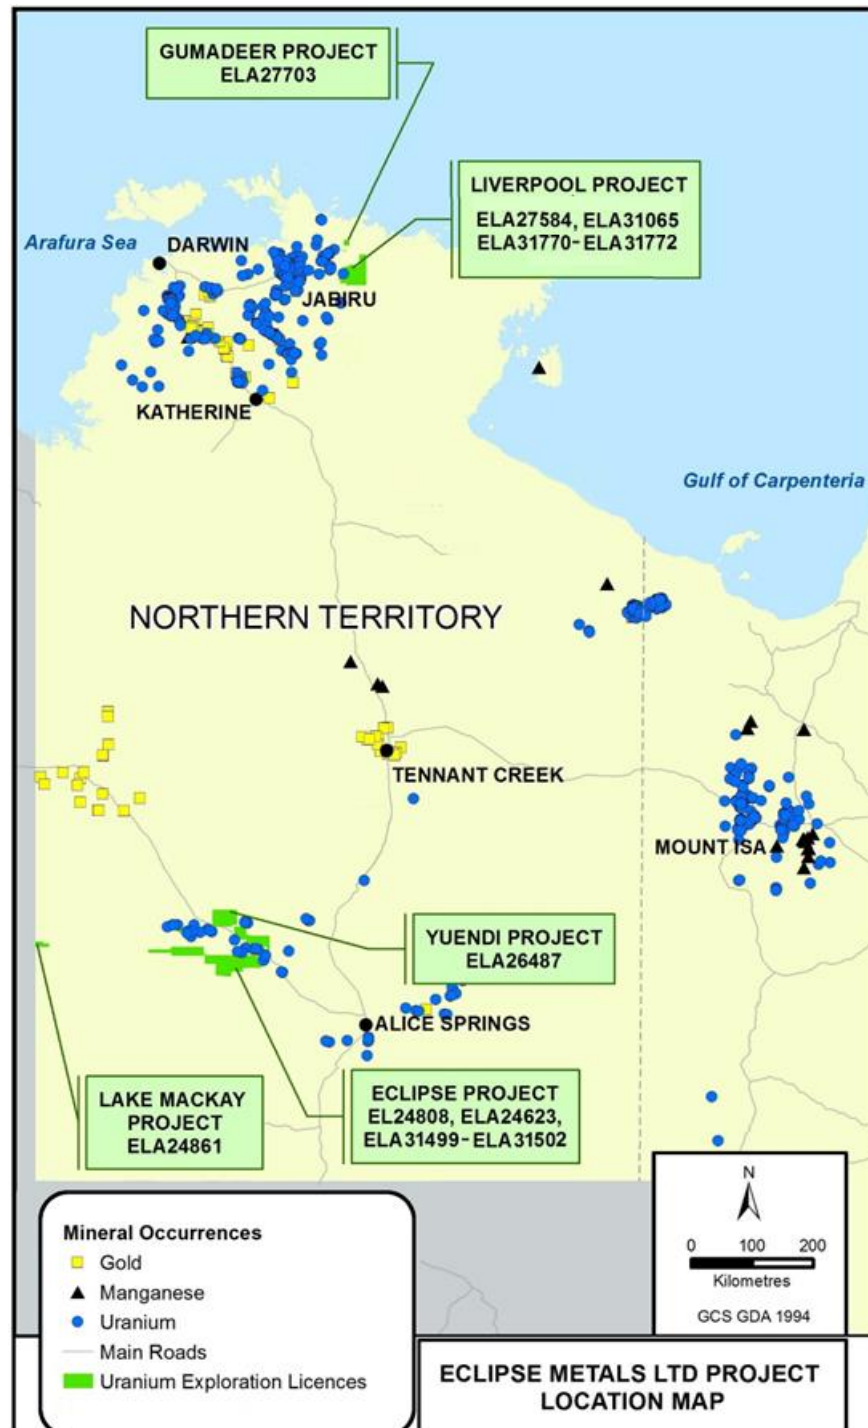 GUMADEER PROJECT
ELA27703
LIVERPOOL PROJECT
ELA27584, ELA31065
ELA31770-ELA31772
Arafura Sea
DARWIN
JABIRU
KATHERINE
Gulf of Carpenteria
NORTHERN TERRITORY
TENNANT CREEK
MOUNT ISA
YUENDI PROJECT
ELA26487
ALICE SPRINGS
LAKE MACKAY
PROJECT
ELA24861
ECLIPSE PROJECT
EL24808, ELA24623,
ELA31499-ELA31502
N
0 100 200
Kilometres
GCS GDA 1994
Mineral Occurrences
Gold
Manganese
Uranium
Main Roads
Uranium Exploration Licences
ECLIPSE METALS LTD PROJECT
LOCATION MAP